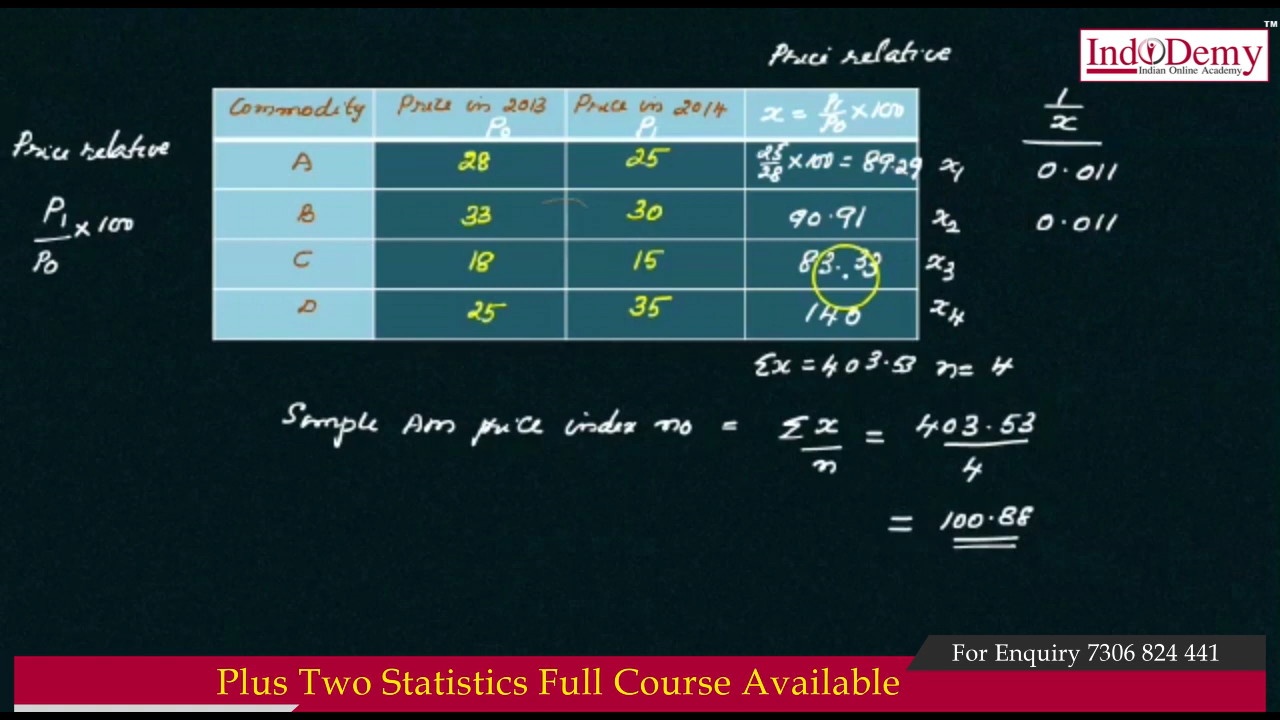 Price relative
IndoDemy
Indian Online Academy
TM
Commodity Price in 2013 P0 Price in 2014 P1 x = P1/P0 × 100 1/x
Price relative
A 28 25 25/28 × 100 = 89.29 x1 0.011
P1/P0 × 100
B 33 30 90.91 x2 0.011
C 18 15 83.33 x3
D 25 35 140 x4
Σx = 403.53 n = 4
Sample Am price index no = Σx/n = 403.53/4
= 100.88
For Enquiry 7306 824 441
Plus Two Statistics Full Course Available